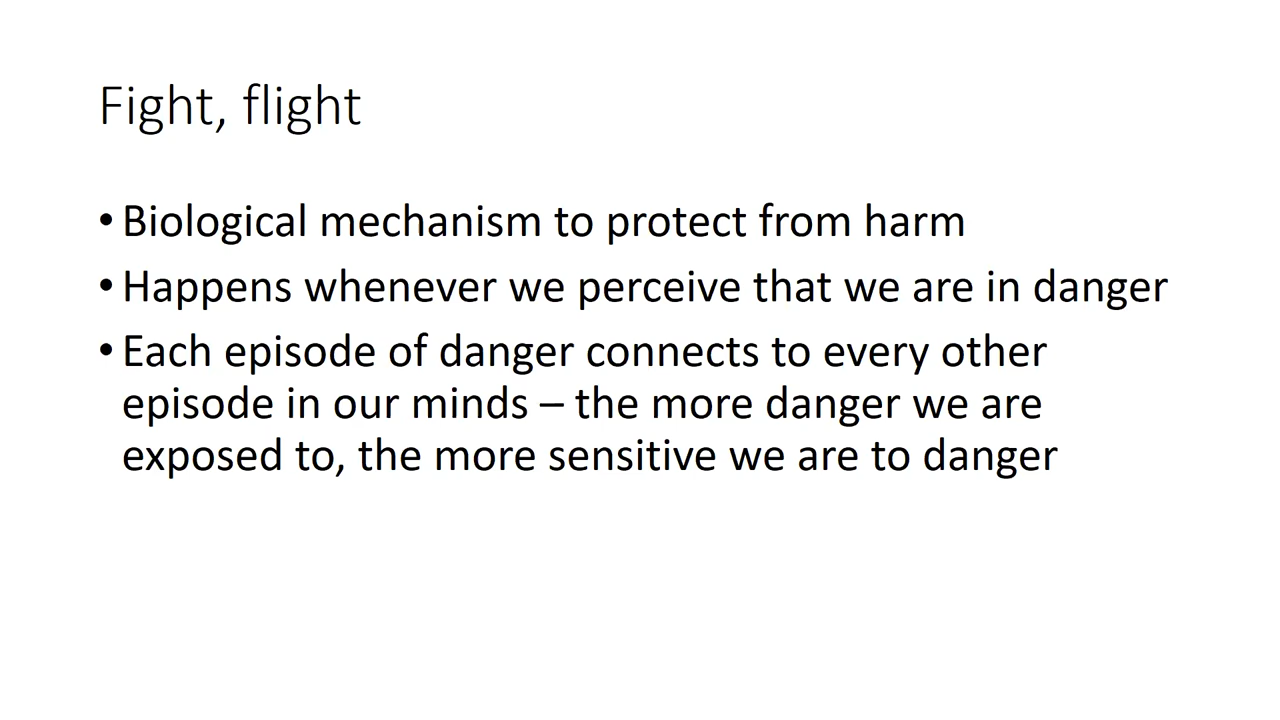 Fight, flight
• Biological mechanism to protect from harm
• Happens whenever we perceive that we are in danger
• Each episode of danger connects to every other
episode in our minds – the more danger we are
exposed to, the more sensitive we are to danger